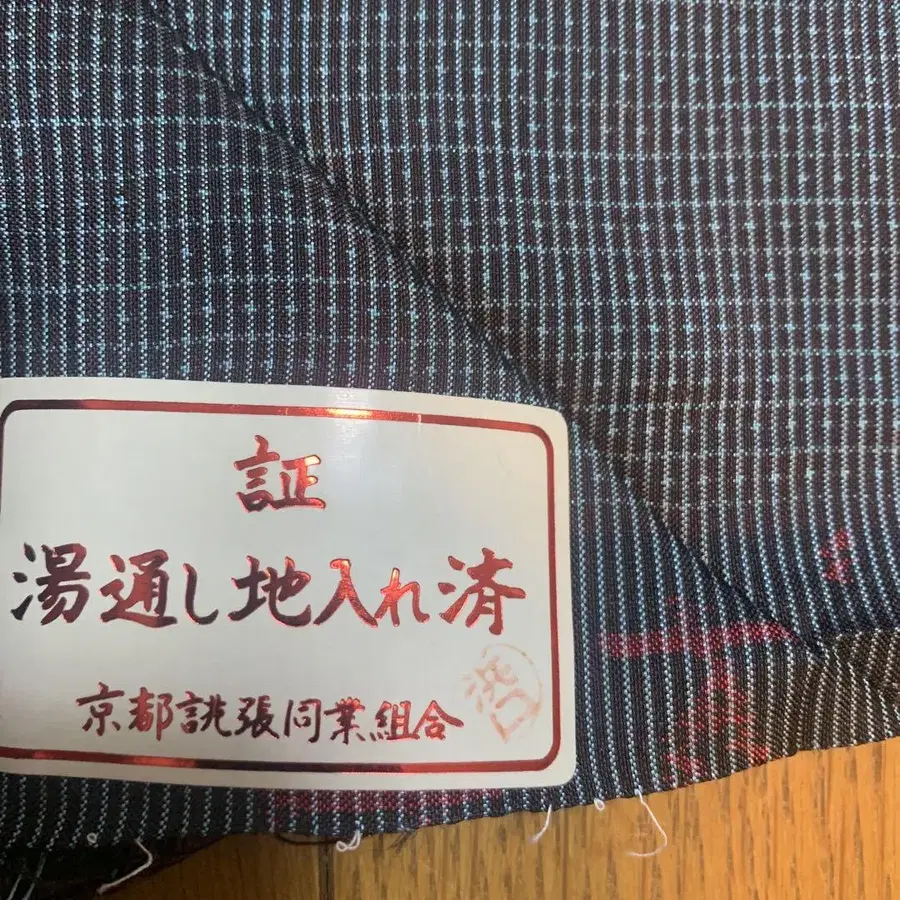 証
湯通し地入れ済
京都誂張同業組合